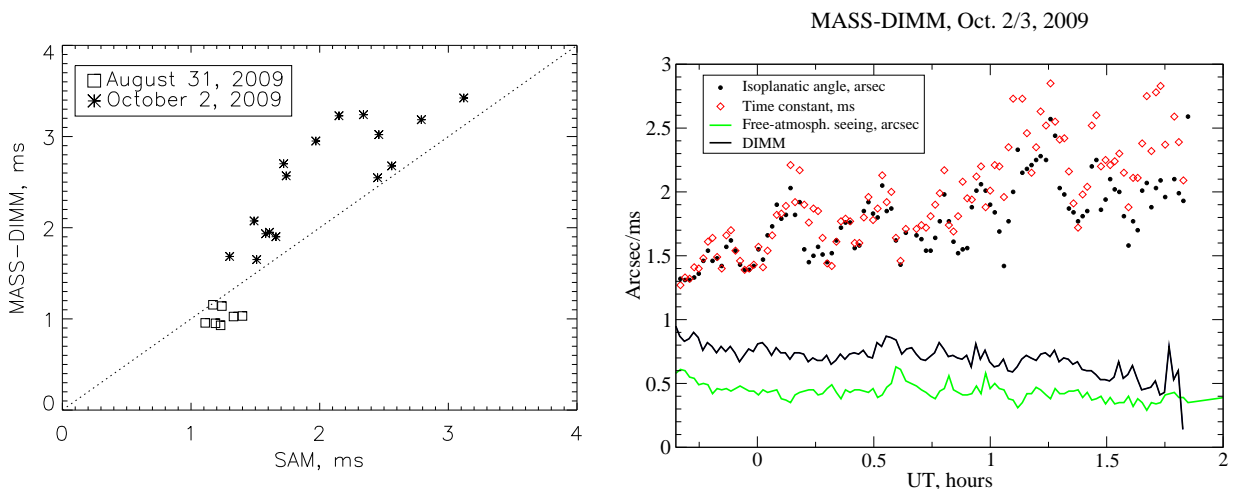 MASS-DIMM, Oct. 2/3, 2009
4
3
2
1
0
MASS−DIMM, ms
August 31, 2009
October 2, 2009
0
1
2
3
4
SAM, ms
3
2.5
2
1.5
1
0.5
0
Arcsec/ms
Isoplanatic angle, arsec
Time constant, ms
Free-atmosph. seeing, arcsec
DIMM
0
0.5
1
1.5
2
UT, hours